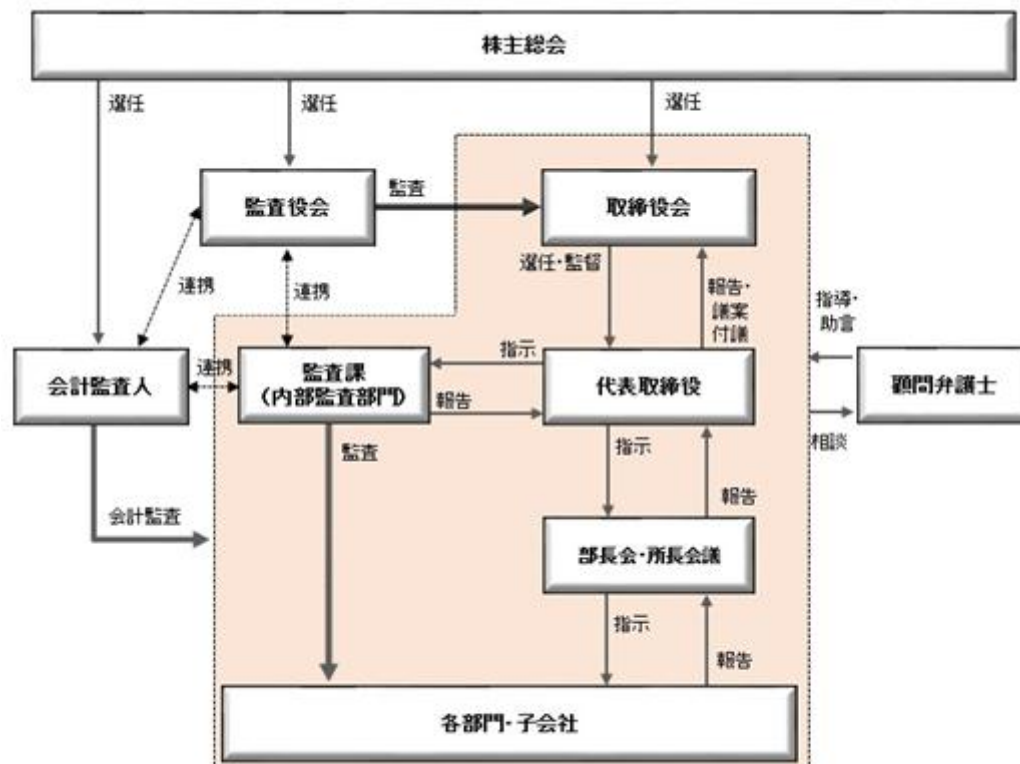 株主総会
選任
選任
選任
監査役会
監査
取締役会
選任・監督
報告・
議案
付議
連携
連携
指導・
助言
会計監査人
連携
監査課
(内部監査部門)
指示
報告
代表取締役
顧問弁護士
相談
監査
指示
報告
会計監査
部長会・所長会議
指示
報告
各部門・子会社